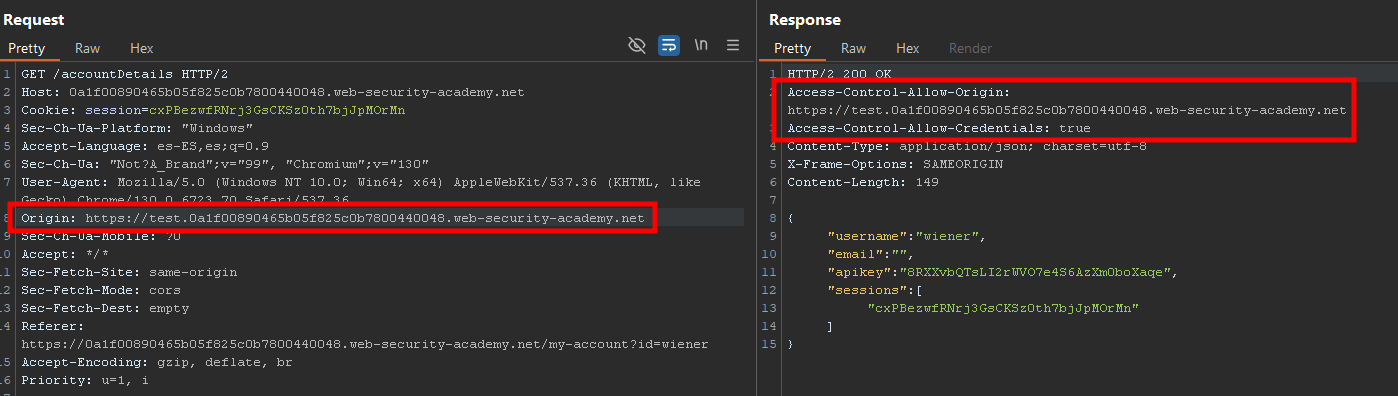 Request
Pretty Raw Hex
\n
1 GET /accountDetails HTTP/2
2 Host: 0a1f00890465b05f825c0b7800440048.web-security-academy.net
3 Cookie: session=cxPBezwfRNrj3GsCKSz0th7bjJpMOrMn
4 Sec-Ch-Ua-Platform: "Windows"
5 Accept-Language: es-ES,es;q=0.9
6 Sec-Ch-Ua: "Not?A_Brand";v="99", "Chromium";v="130"
7 User-Agent: Mozilla/5.0 (Windows NT 10.0; Win64; x64) AppleWebKit/537.36 (KHTML, like
Gecko) Chrome/130.0.6723.70 Safari/537.36
8 Origin: https://test.0a1f00890465b05f825c0b7800440048.web-security-academy.net
9 Sec-Ch-Ua-Mobile: ?0
10 Accept: */*
11 Sec-Fetch-Site: same-origin
12 Sec-Fetch-Mode: cors
13 Sec-Fetch-Dest: empty
14 Referer:
https://0a1f00890465b05f825c0b7800440048.web-security-academy.net/my-account?id=wiener
15 Accept-Encoding: gzip, deflate, br
16 Priority: u=1, i
Response
Pretty Raw Hex Render
1 HTTP/2 200 OK
2 Access-Control-Allow-Origin:
https://test.0a1f00890465b05f825c0b7800440048.web-security-academy.net
3 Access-Control-Allow-Credentials: true
4 Content-Type: application/json; charset=utf-8
5 X-Frame-Options: SAMEORIGIN
6 Content-Length: 149
7
8 {
9 "username":"wiener",
10 "email":"",
11 "apikey":"8RXXvbQTsLI2rWVO7e4S6AzXm0boXaqe",
12 "sessions":[
13 "cxPBezwfRNrj3GsCKSz0th7bjJpMOrMn"
14 ]
15 }